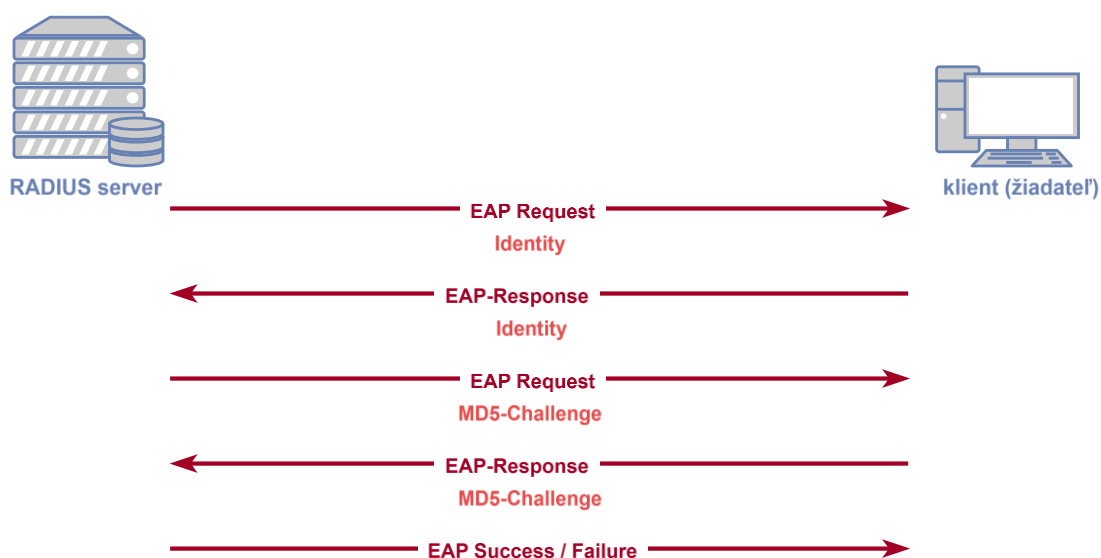 RADIUS server
klient (žiadateľ)
EAP Request
Identity
EAP-Response
Identity
EAP Request
MD5-Challenge
EAP-Response
MD5-Challenge
EAP Success / Failure